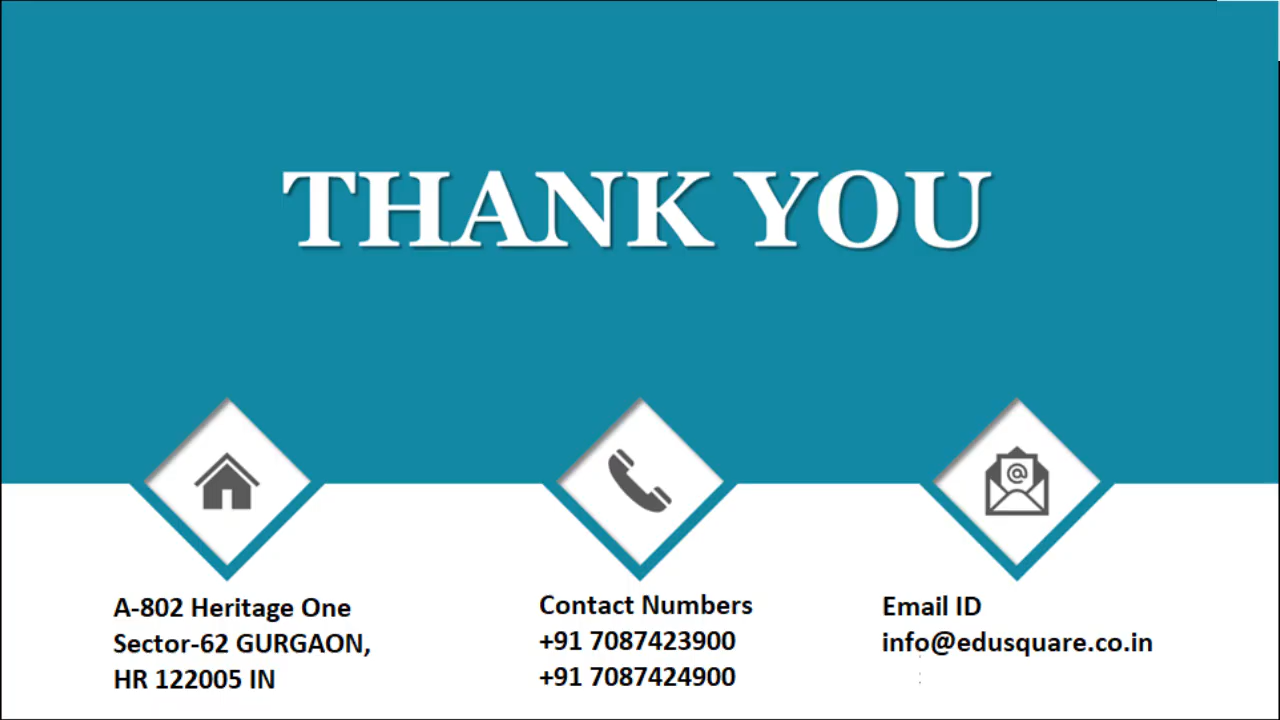 THANK YOU
A-802 Heritage One
Sector-62 GURGAON,
HR 122005 IN
Contact Numbers
+91 7087423900
+91 7087424900
Email ID
info@edusquare.co.in